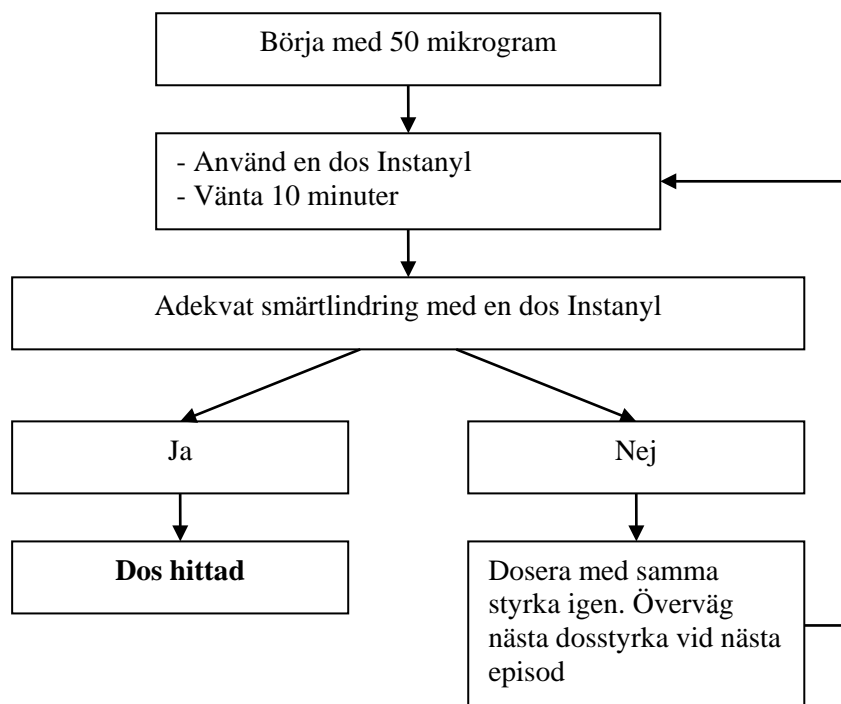 Börja med 50 mikrogram
- Använd en dos Instanyl
- Vänta 10 minuter
Adekvat smärtlindring med en dos Instanyl
Ja
Nej
Dos hittad
Dosera med samma
styrka igen. Överväg
nästa dosstyrka vid nästa
episod